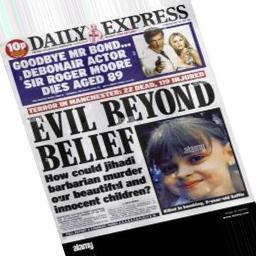 10p
DAILY EXPRESS
GOODBYE MR BOND...
DEBONAIR ACTOR
SIR ROGER MOORE
DIES AGED 89
TERROR IN MANCHESTER: 22 DEAD, 119 INJURED
EVIL BEYOND
BELIEF
How could jihadi
barbarian murder
our beautiful and
innocent children?
Killed in bombing, 8-year-old Saffie
alamy
alamy